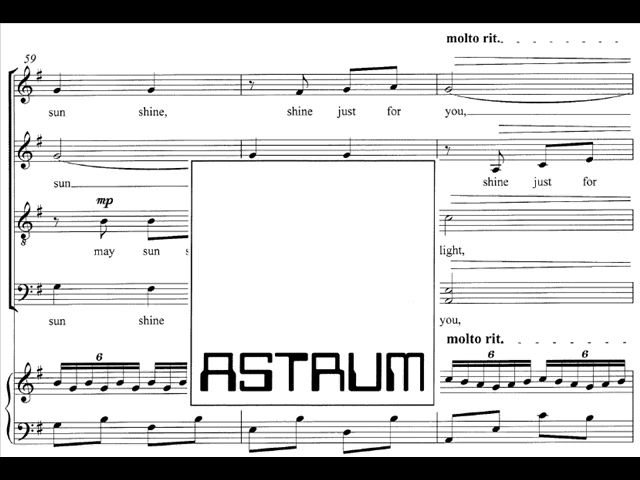 molto rit.
59
sun shine, shine just for you,
sun shine just for
mp
may sun light,
sun shine you,
molto rit.
6 6 6 6
ASTRUM